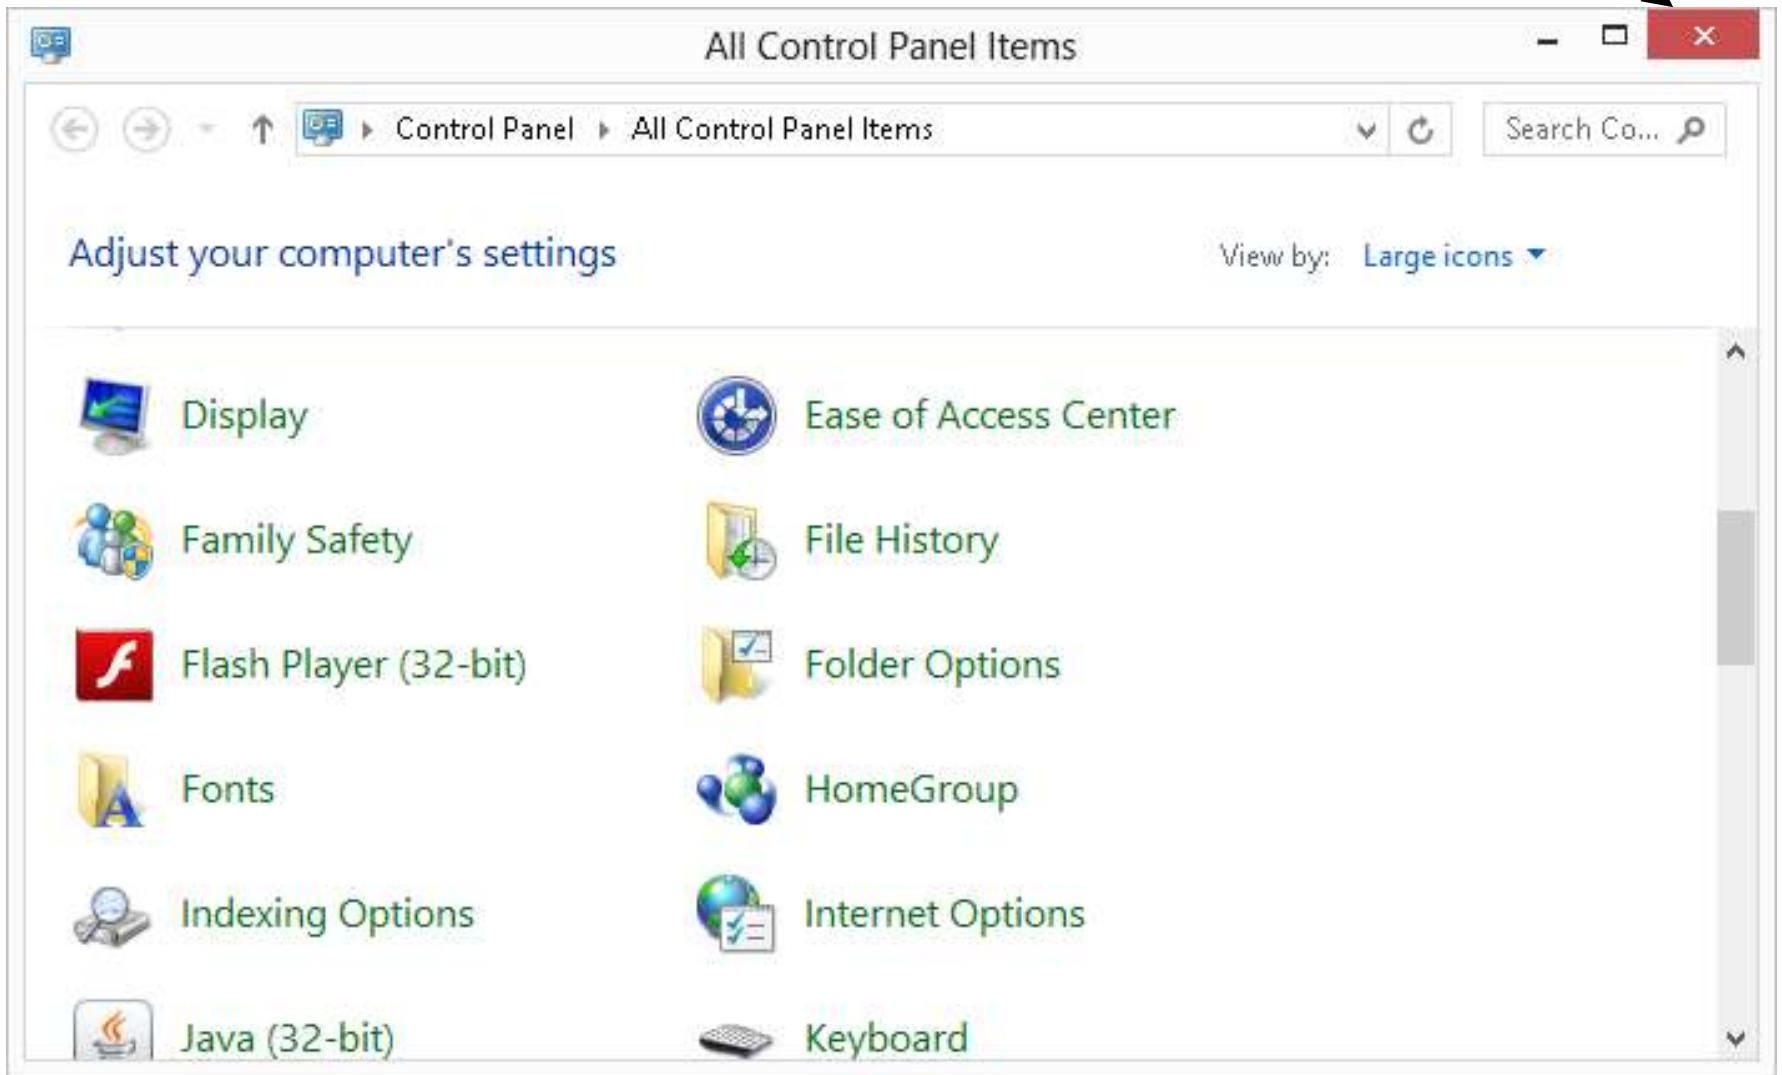 All Control Panel Items
Control Panel All Control Panel Items Search Co...
Adjust your computer's settings View by: Large icons
Display Ease of Access Center
Family Safety File History
Flash Player (32-bit) Folder Options
Fonts HomeGroup
Indexing Options Internet Options
Java (32-bit) Keyboard